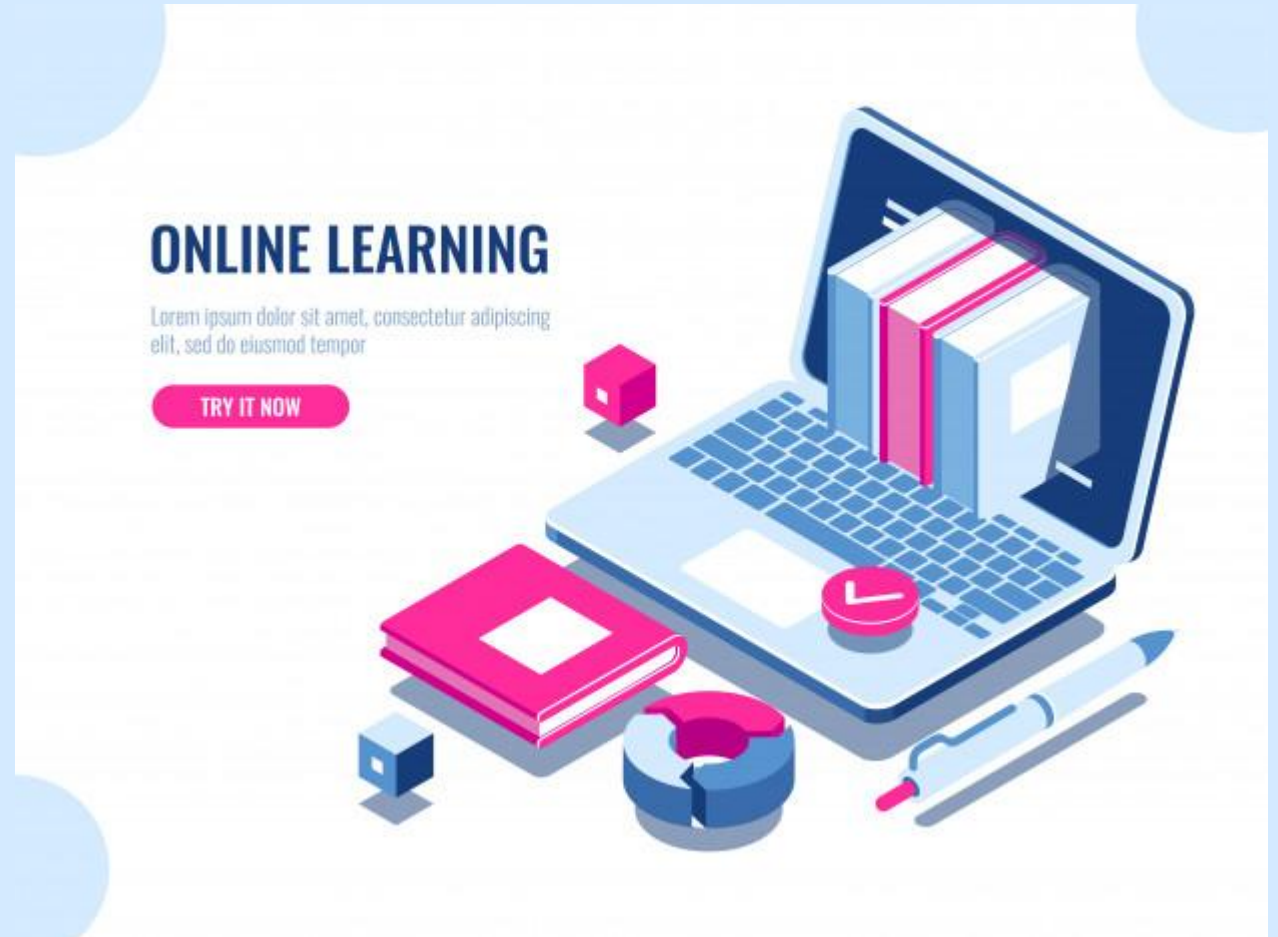 ONLINE LEARNING
Lorem ipsum dolor sit amet, consectetur adipiscing
elit, sed do eiusmod tempor
TRY IT NOW